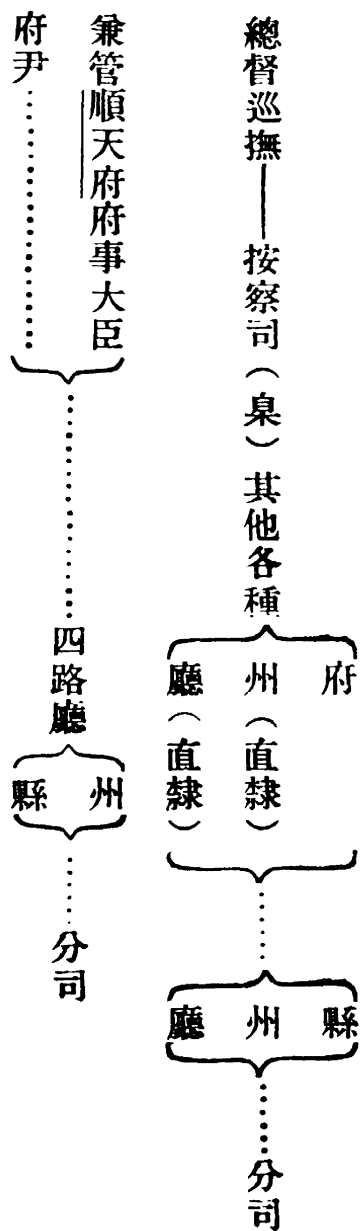 總督巡撫——按察司（臬）其他各種
府
州（直隸）
廳（直隸）
縣
州
廳
分司
兼管順天府府事大臣
府尹
四路廳
州
縣
分司